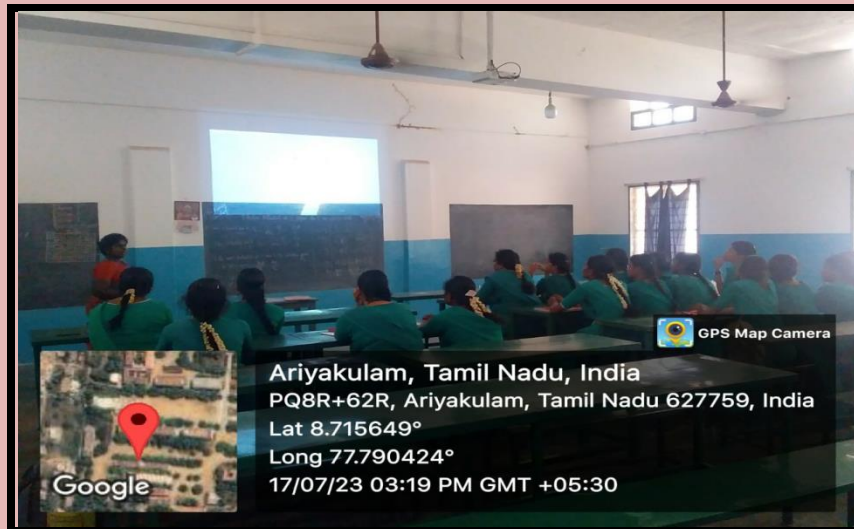 GPS Map Camera
Ariyakulam, Tamil Nadu, India
PQ8R+62R, Ariyakulam, Tamil Nadu 627759, India
Lat 8.715649°
Long 77.790424°
17/07/23 03:19 PM GMT +05:30
Google